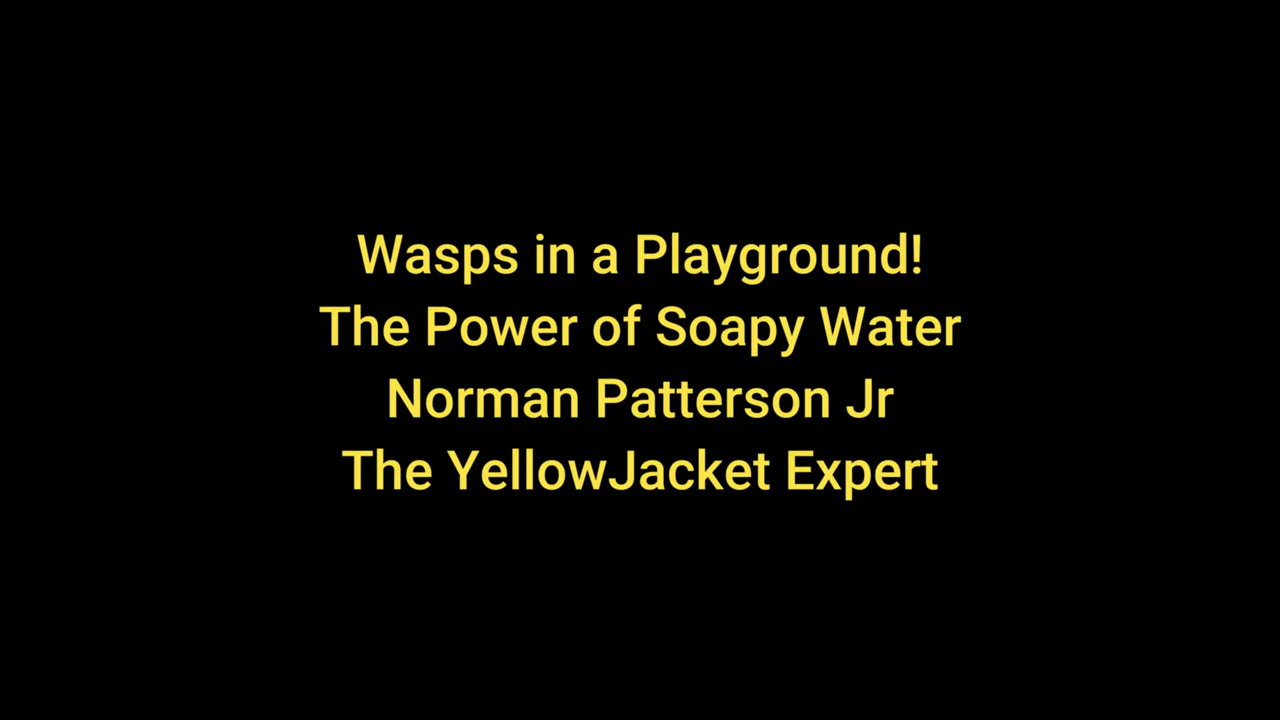 Wasps in a Playground!
The Power of Soapy Water
Norman Patterson Jr
The YellowJacket Expert